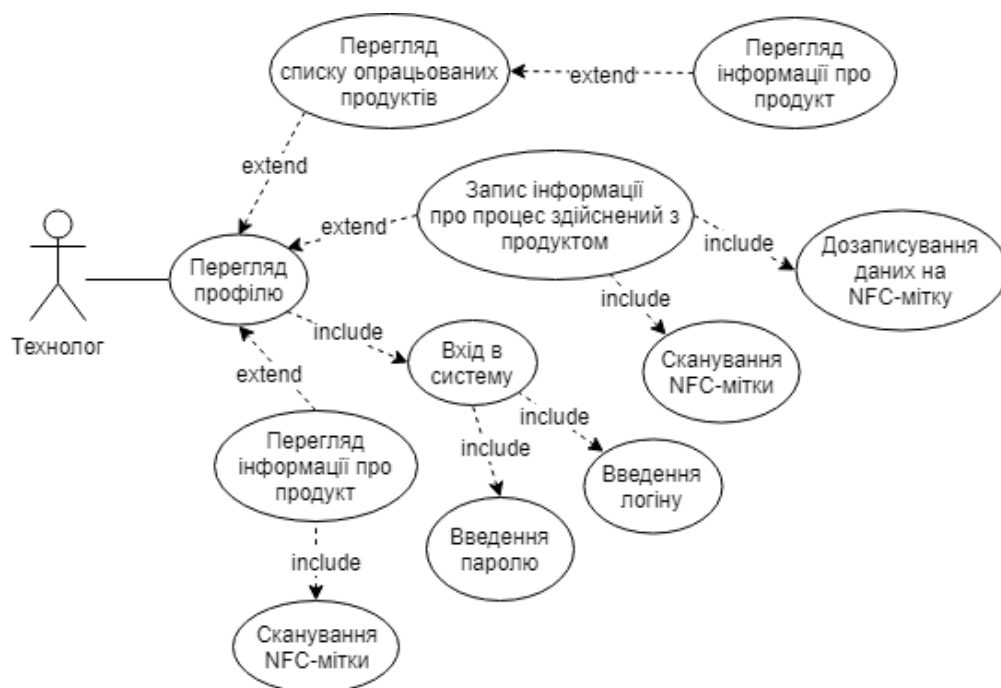 Перегляд
списку опрацьованих
продуктів
extend
Перегляд
інформації про
продукт
extend
Запис інформації
про процес здійснений з
продуктом
extend
include
Дозаписування
даних на
NFC-мітку
include
Сканування
NFC-мітки
Технолог
Перегляд
профілю
include
Вхід в
систему
include
Введення
логіну
include
Введення
паролю
extend
Перегляд
інформації про
продукт
include
Сканування
NFC-мітки